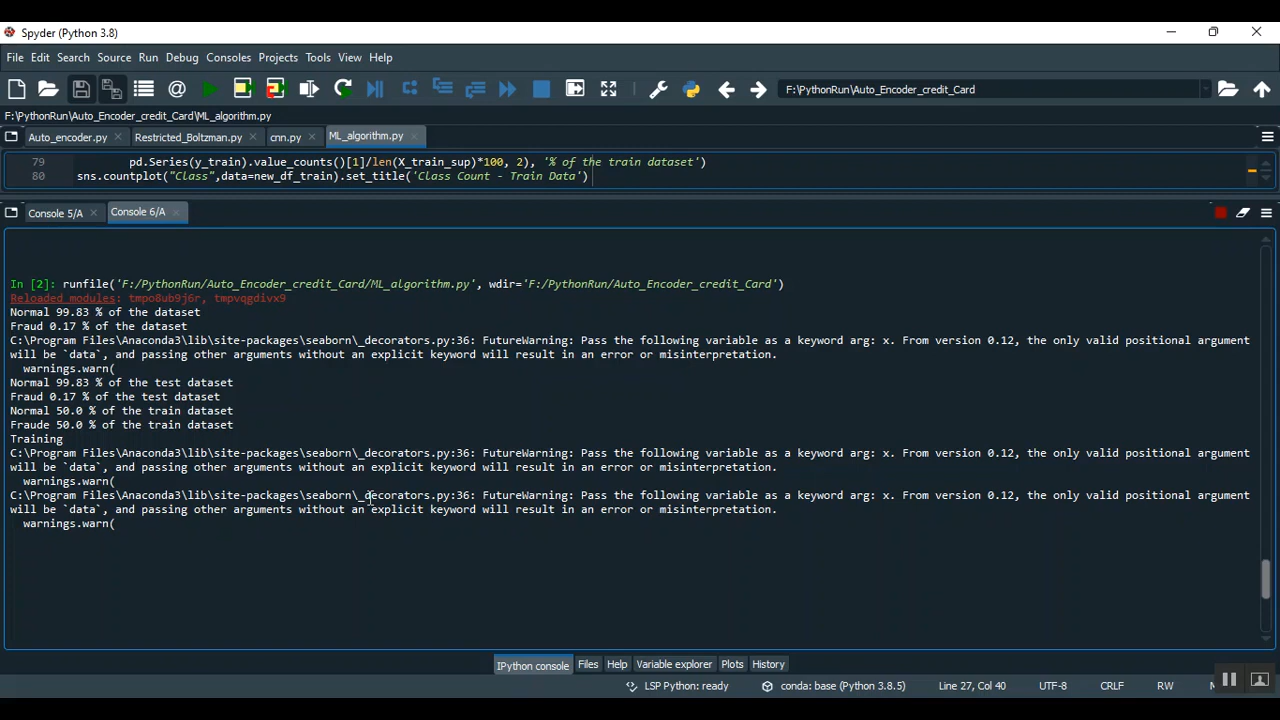 Spyder (Python 3.8)
File Edit Search Source Run Debug Consoles Projects Tools View Help
F:\PythonRun\Auto_Encoder_credit_Card
F:\PythonRun\Auto_Encoder_credit_Card\ML_algorithm.py
Auto_encoder.py Restricted_Boltzman.py cnn.py ML_algorithm.py
79 pd.Series(y_train).value_counts()[1]/len(X_train_sup)*100, 2), '% of the train dataset')
80 sns.countplot("Class",data=new_df_train).set_title('Class Count - Train Data')
Console 5/A Console 6/A
In [2]: runfile('F:/PythonRun/Auto_Encoder_credit_Card/ML_algorithm.py', wdir='F:/PythonRun/Auto_Encoder_credit_Card')
Reloaded modules: tmpo8ub9j6r, tmpvqgdivx9
Normal 99.83 % of the dataset
Fraud 0.17 % of the dataset
C:\Program Files\Anaconda3\lib\site-packages\seaborn\_decorators.py:36: FutureWarning: Pass the following variable as a keyword arg: x. From version 0.12, the only valid positional argument
will be `data`, and passing other arguments without an explicit keyword will result in an error or misinterpretation.
warnings.warn(
Normal 99.83 % of the test dataset
Fraud 0.17 % of the test dataset
Normal 50.0 % of the train dataset
Fraude 50.0 % of the train dataset
Training
C:\Program Files\Anaconda3\lib\site-packages\seaborn\_decorators.py:36: FutureWarning: Pass the following variable as a keyword arg: x. From version 0.12, the only valid positional argument
will be `data`, and passing other arguments without an explicit keyword will result in an error or misinterpretation.
warnings.warn(
C:\Program Files\Anaconda3\lib\site-packages\seaborn\_decorators.py:36: FutureWarning: Pass the following variable as a keyword arg: x. From version 0.12, the only valid positional argument
will be `data`, and passing other arguments without an explicit keyword will result in an error or misinterpretation.
warnings.warn(
IPython console Files Help Variable explorer Plots History
LSP Python: ready conda: base (Python 3.8.5) Line 27, Col 40 UTF-8 CRLF RW